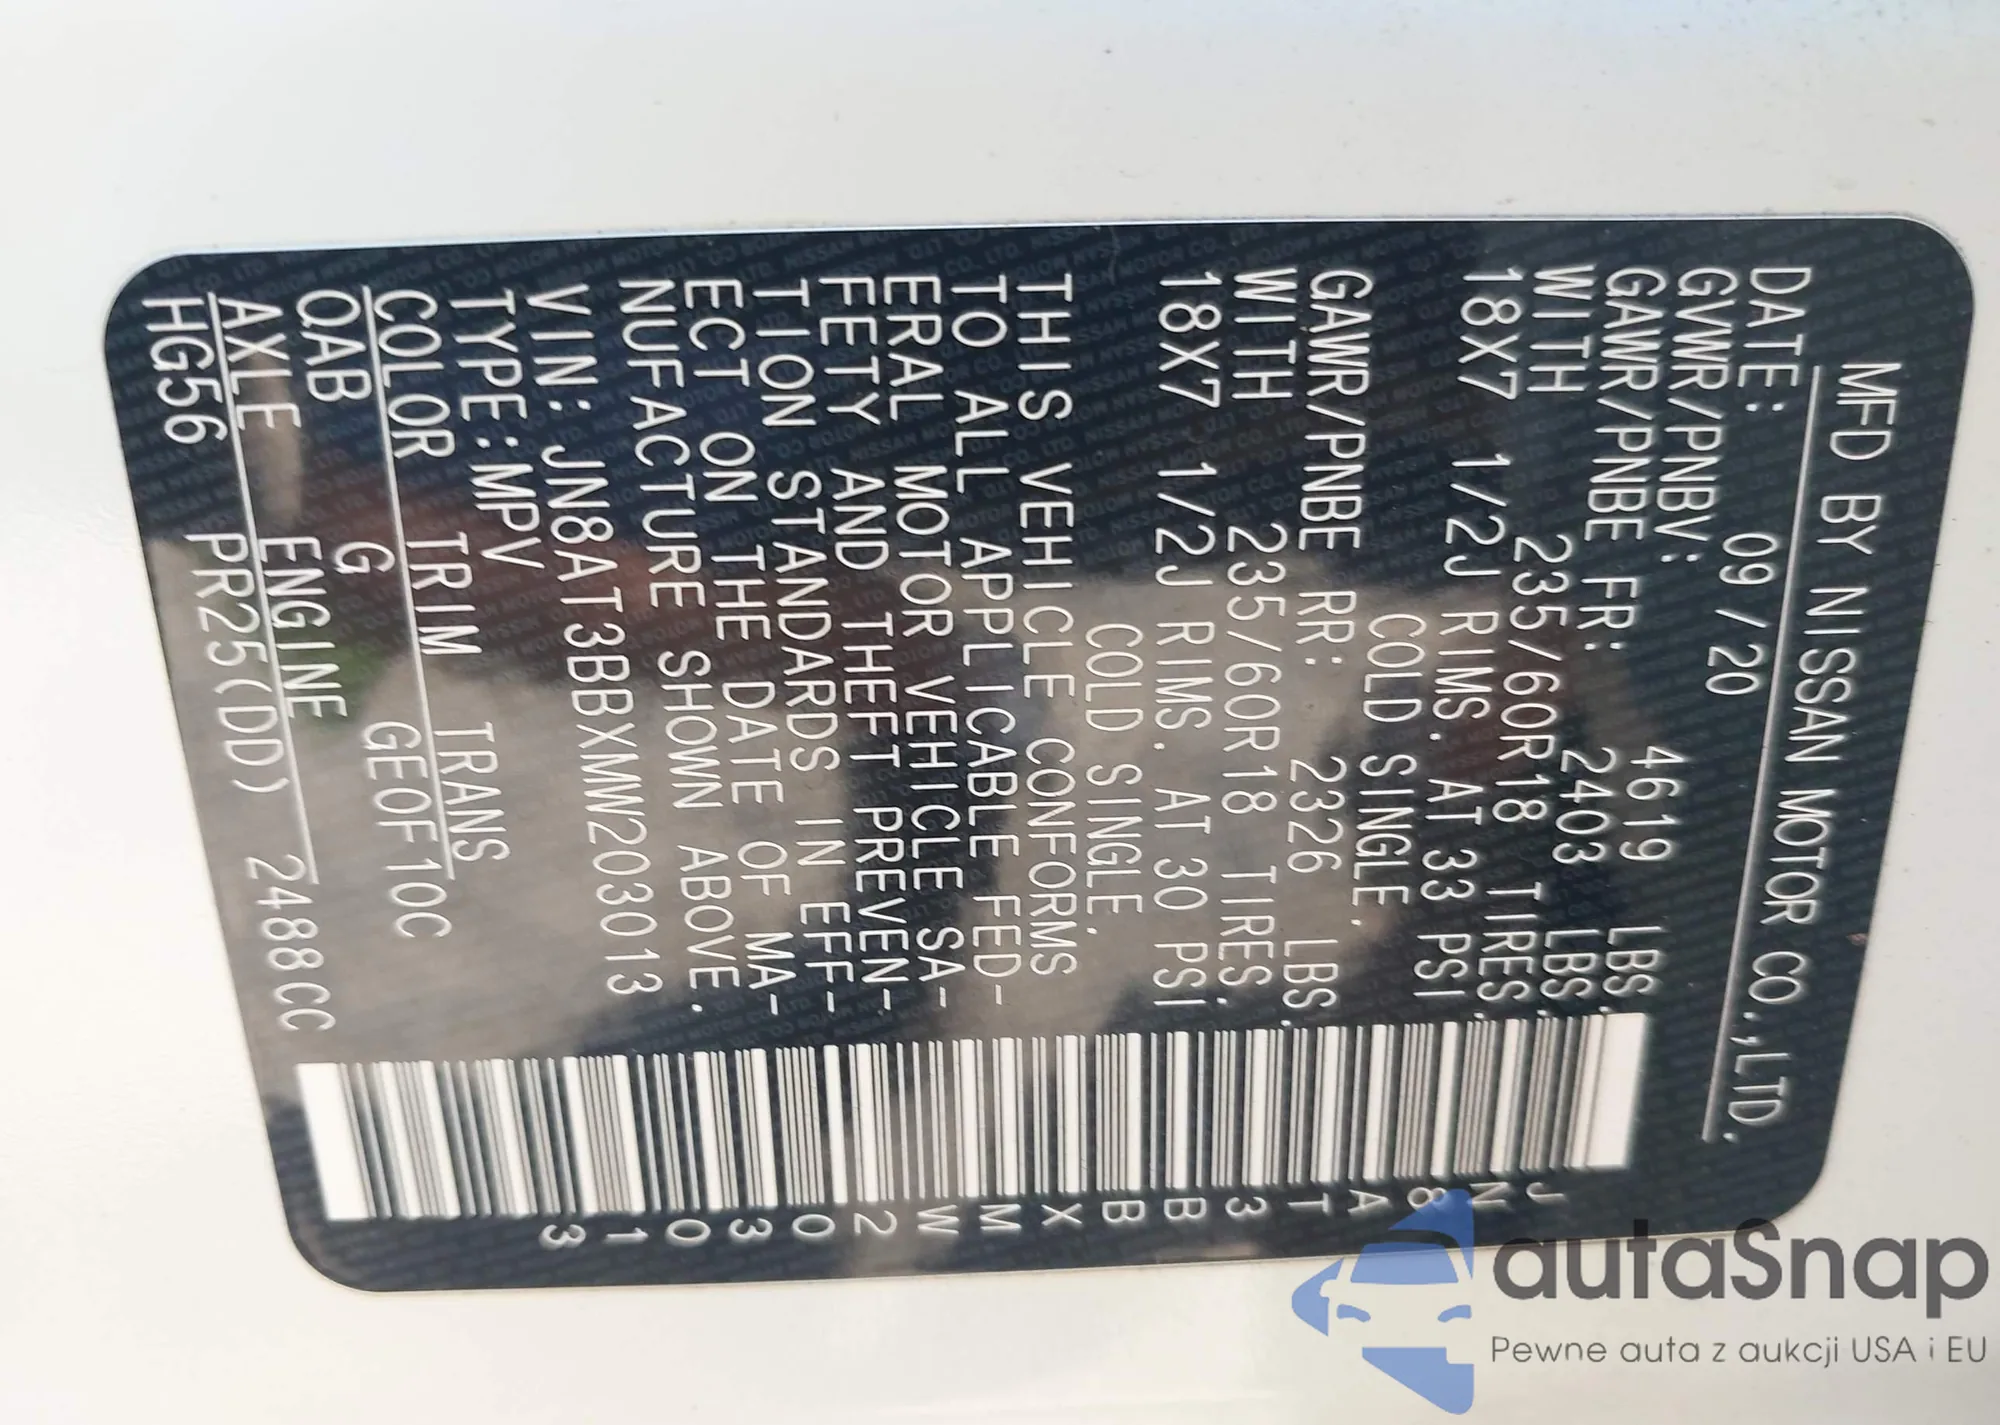 MFD BY NISSAN MOTOR CO.,LTD.
DATE: 09/20
GVWR/PNBV: 4619 LBS.
GAWR/PNBE FR: 2403 LBS.
WITH 235/60R18 TIRES.
18X7 1/2J RIMS. AT 33 PSI
COLD SINGLE.
GAWR/PNBE RR: 2326 LBS.
WITH 235/60R18 TIRES.
18X7 1/2J RIMS. AT 30 PSI
COLD SINGLE.
THIS VEHICLE CONFORMS
TO ALL APPLICABLE FED-
ERAL MOTOR VEHICLE SA-
FETY AND THEFT PREVEN-
TION STANDARDS IN EFF-
ECT ON THE DATE OF MA-
NUFACTURE SHOWN ABOVE.
VIN: JN8AT3BBXMW203013
TYPE:MPV
COLOR TRIM TRANS
QAB G GE0F10C
AXLE ENGINE
HG56 PR25(DD) 2488CC
JN8AT3BBXMW203013
autaSnap
Pewne auta z aukcji USA i EU